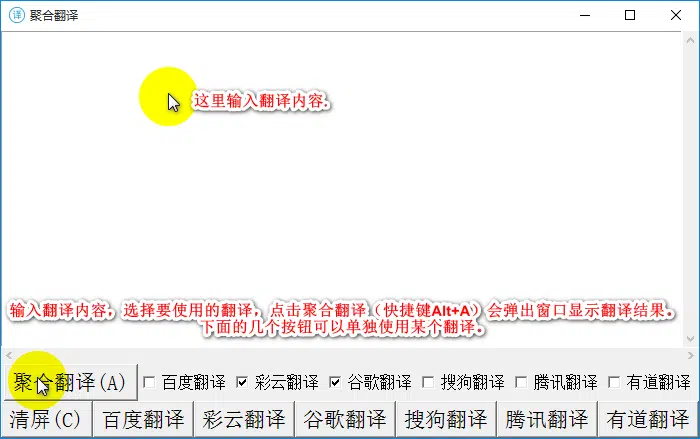 译 聚合翻译
这里输入翻译内容.
输入翻译内容，选择要使用的翻译，点击聚合翻译（快捷键Alt+A）会弹出窗口显示翻译结果。
下面的几个按钮可以单独使用某个翻译。
聚合翻译(A) 百度翻译 彩云翻译 谷歌翻译 搜狗翻译 腾讯翻译 有道翻译
清屏(C) 百度翻译 彩云翻译 谷歌翻译 搜狗翻译 腾讯翻译 有道翻译